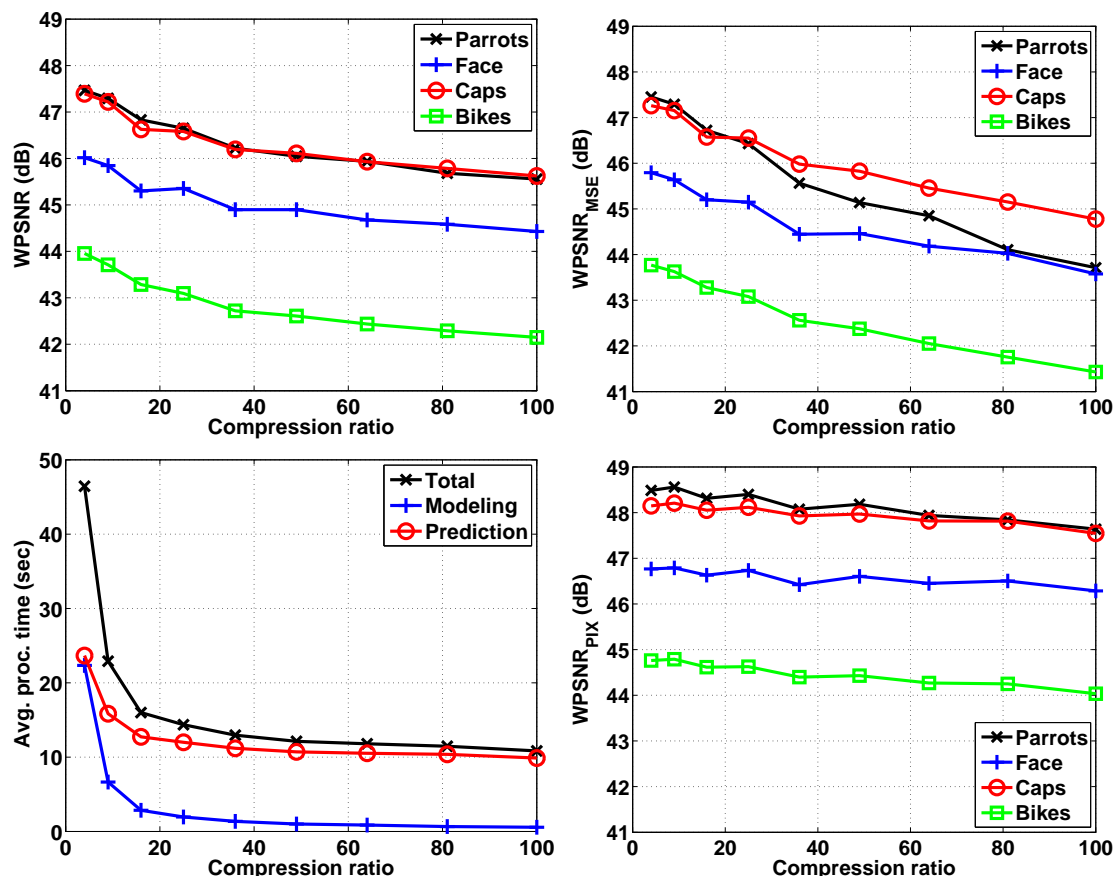 49
48
47
46
45
44
43
42
41
WPSNR (dB)
Parrots
Face
Caps
Bikes
0 20 40 60 80 100
Compression ratio
49
48
47
46
45
44
43
42
41
WPSNR_MSE (dB)
Parrots
Face
Caps
Bikes
0 20 40 60 80 100
Compression ratio
50
40
30
20
10
0
Avg. proc. time (sec)
Total
Modeling
Prediction
0 20 40 60 80 100
Compression ratio
49
48
47
46
45
44
43
42
41
WPSNR_PIX (dB)
Parrots
Face
Caps
Bikes
0 20 40 60 80 100
Compression ratio